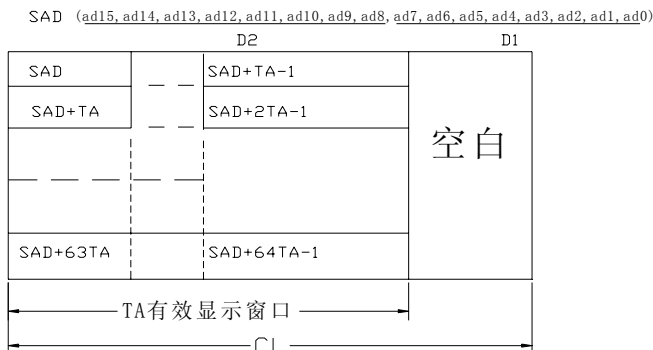 SAD (ad15,ad14,ad13,ad12,ad11,ad10,ad9,ad8,ad7,ad6,ad5,ad4,ad3,ad2,ad1,ad0)
D2 D1
SAD SAD+TA-1
SAD+TA SAD+2TA-1
空白
SAD+63TA SAD+64TA-1
TA有效显示窗口